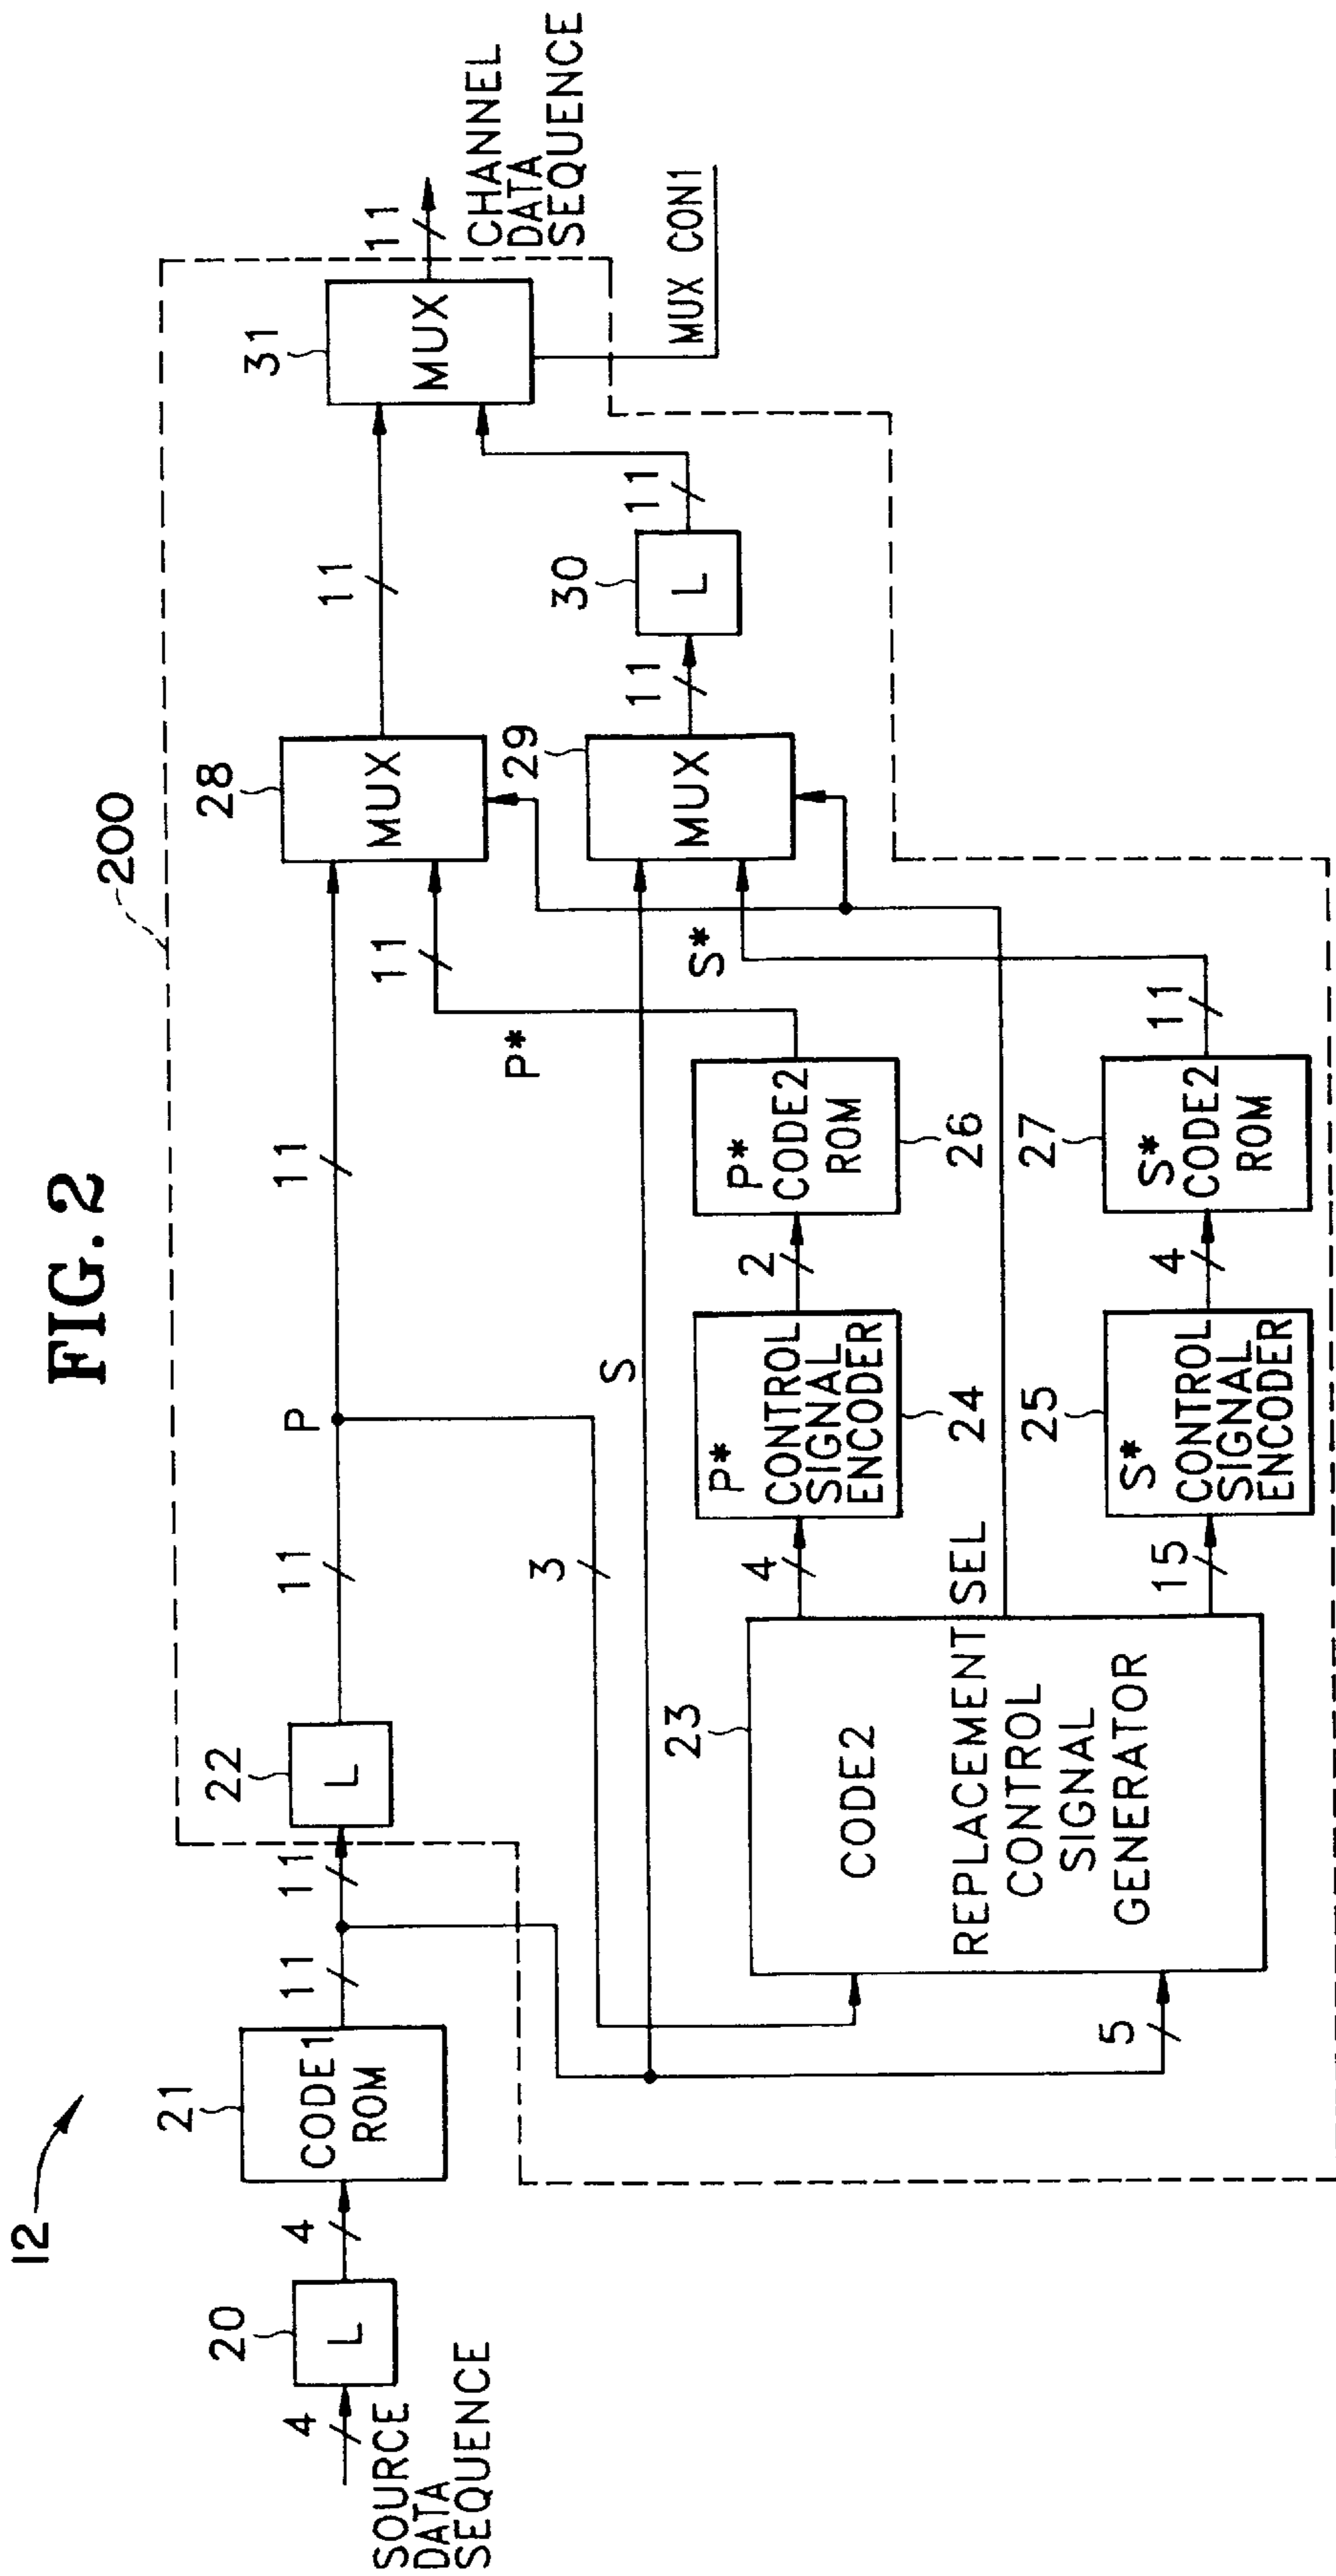 FIG. 2
12
200
SOURCE
DATA
SEQUENCE
4
20
L
4
21
CODE1
ROM
11
11
22
L
11
P
11
28
MUX
11
31
MUX
11
CHANNEL
DATA
SEQUENCE
MUX CON1
3
S
P*
11
S*
29
MUX
11
30
L
11
5
23
CODE2
REPLACEMENT
CONTROL
SIGNAL
GENERATOR
SEL
4
P*
CONTROL
SIGNAL
ENCODER
24
2
P*
CODE2
ROM
26
15
S*
CONTROL
SIGNAL
ENCODER
25
4
S*
CODE2
ROM
27
11